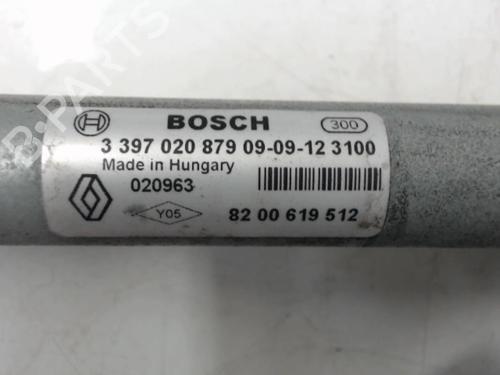 BOSCH 300
3 397 020 879 09-09-12 3100
Made in Hungary
020963
Y05 82 00 619 512
B-PARTS